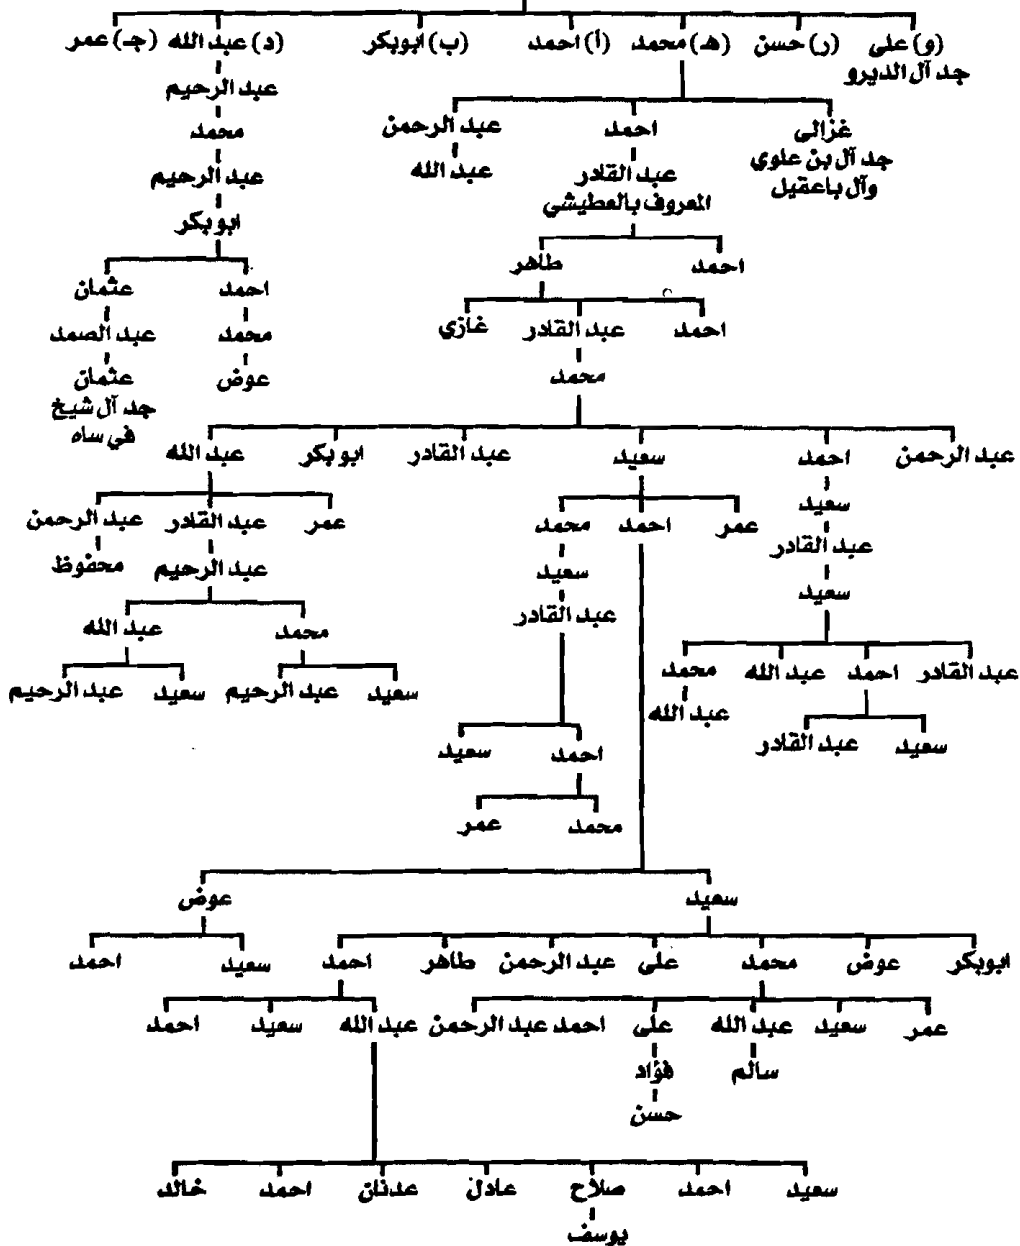 (و) على (ر) حسن (هـ) محمد (أ) احمد (ب) ابوبكر (د) عبد الله (جـ) عمر
جد آل الديرو
عبد الرحيم
غزالى احمد عبد الرحمن محمد
جد آل بن علوي عبد القادر عبد الله عبد الرحيم
وآل باعقيل المعروف بالعطيشي
ابوبكر
احمد طاهر
احمد عثمان
احمد عبد القادر غازي محمد عبد الصمد
محمد عوض عثمان
جد آل شيخ
في ساه
عبد الرحمن احمد سعيد عبد القادر ابوبكر عبد الله
سعيد
عمر احمد محمد عمر عبد القادر عبد الرحمن
عبد القادر
سعيد عبد الرحيم محفوظ
سعيد
عبد القادر
محمد عبد الله
عبد القادر احمد عبد الله محمد
سعيد عبد الرحيم سعيد عبد الرحيم
عبد الله
سعيد عبد القادر
احمد سعيد
محمد عمر
سعيد عوض
ابوبكر عوض محمد على عبد الرحمن طاهر احمد سعيد احمد
عمر سعيد عبد الله على احمد عبد الرحمن عبد الله سعيد احمد
سالم فؤاد
حسن
سعيد احمد صلاح عادل عدنان احمد خالد
يوسف